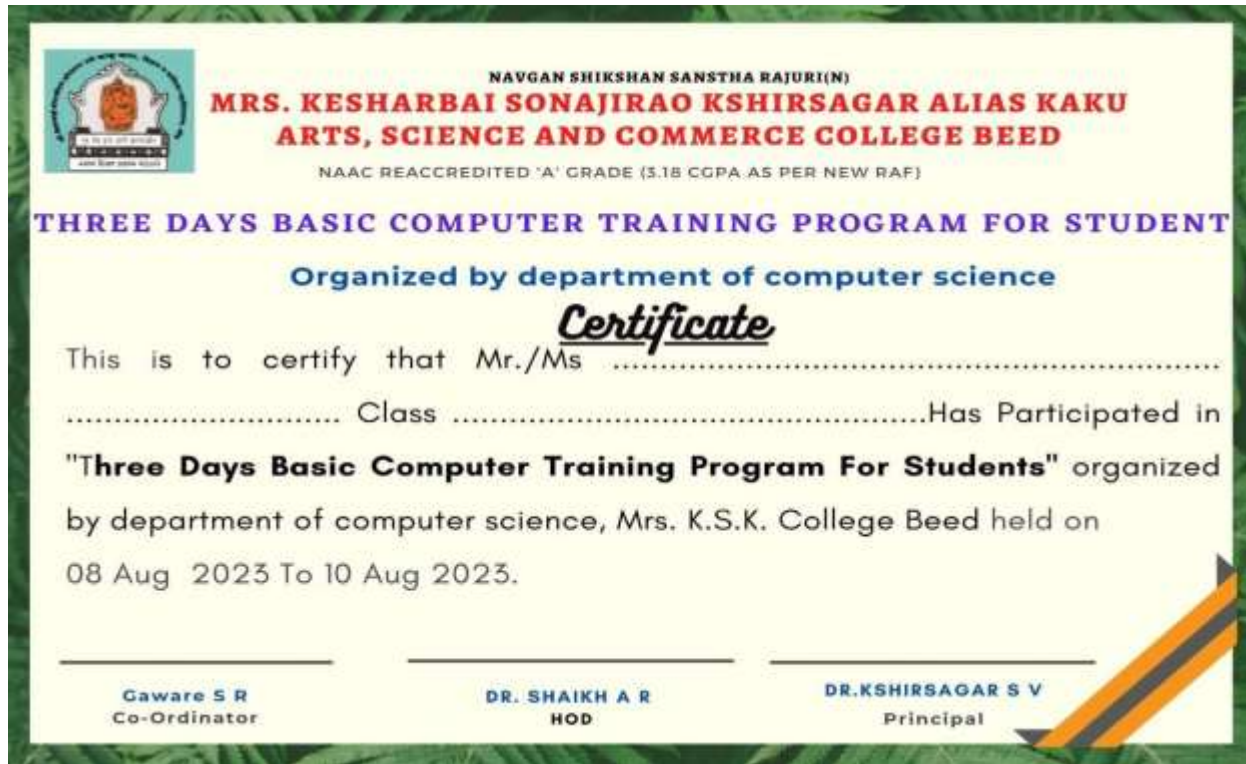 NAVGAN SHIKSHAN SANSTHA RAJURI(N)
MRS. KESHARBAI SONAJIRAO KSHIRSAGAR ALIAS KAKU
ARTS, SCIENCE AND COMMERCE COLLEGE BEED
NAAC REACCREDITED 'A' GRADE (3.18 CGPA AS PER NEW RAF)
THREE DAYS BASIC COMPUTER TRAINING PROGRAM FOR STUDENT
Organized by department of computer science
Certificate
This is to certify that Mr./Ms ................................................................
............................. Class ..................................................Has Participated in
"Three Days Basic Computer Training Program For Students" organized
by department of computer science, Mrs. K.S.K. College Beed held on
08 Aug 2023 To 10 Aug 2023.
Gaware S R
Co-Ordinator
DR. SHAIKH A R
HOD
DR.KSHIRSAGAR S V
Principal